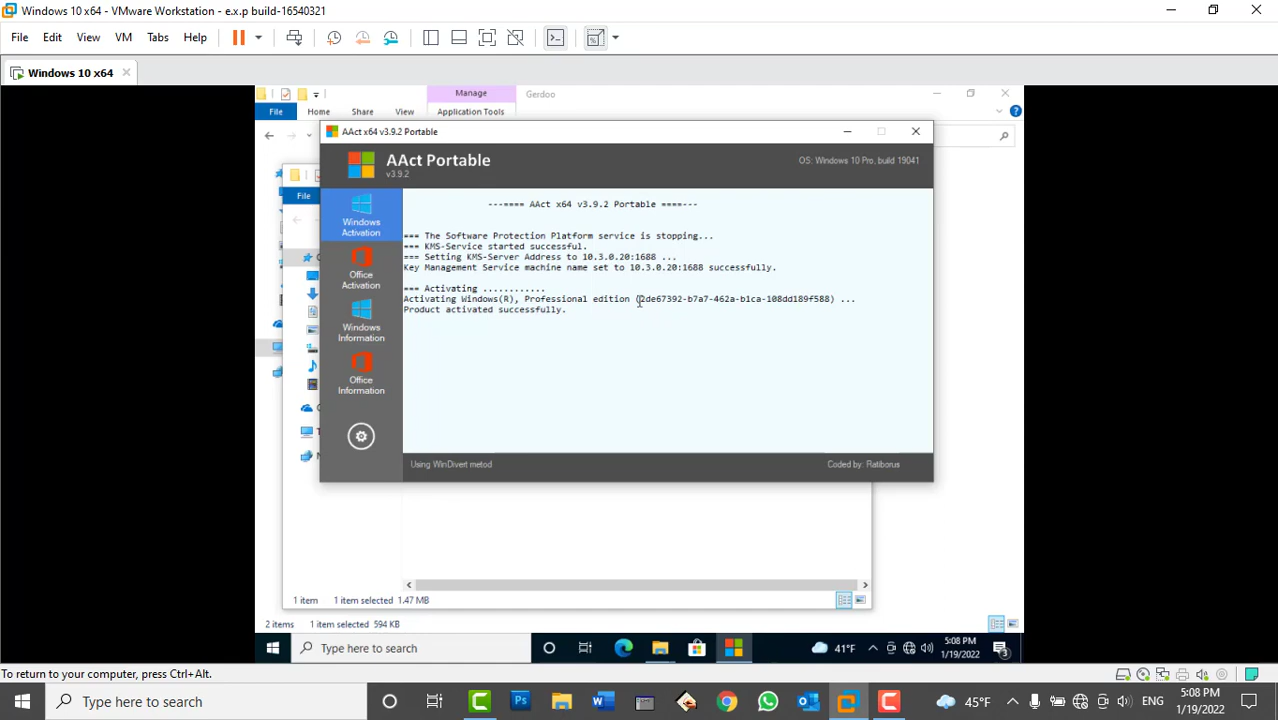 Windows 10 x64 - VMware Workstation - e.x.p build-16540321
File Edit View VM Tabs Help
Windows 10 x64
Manage Gerdoo
File Home Share View Application Tools
AAct x64 v3.9.2 Portable
AAct Portable
v3.9.2
OS: Windows 10 Pro, build 19041
File
Windows
Activation
Office
Activation
Windows
Information
Office
Information
---==== AAct x64 v3.9.2 Portable ====---
=== The Software Protection Platform service is stopping...
=== KMS-Service started successful.
=== Setting KMS-Server Address to 10.3.0.20:1688 ...
Key Management Service machine name set to 10.3.0.20:1688 successfully.
=== Activating ............
Activating Windows(R), Professional edition (2de67392-b7a7-462a-b1ca-108dd189f588) ...
Product activated successfully.
Using WinDivert metod
Coded by: Ratiborus
1 item 1 item selected 1.47 MB
2 items 1 item selected 594 KB
Type here to search
41°F
5:08 PM
1/19/2022
3
To return to your computer, press Ctrl+Alt.
Type here to search
45°F
ENG
5:08 PM
1/19/2022